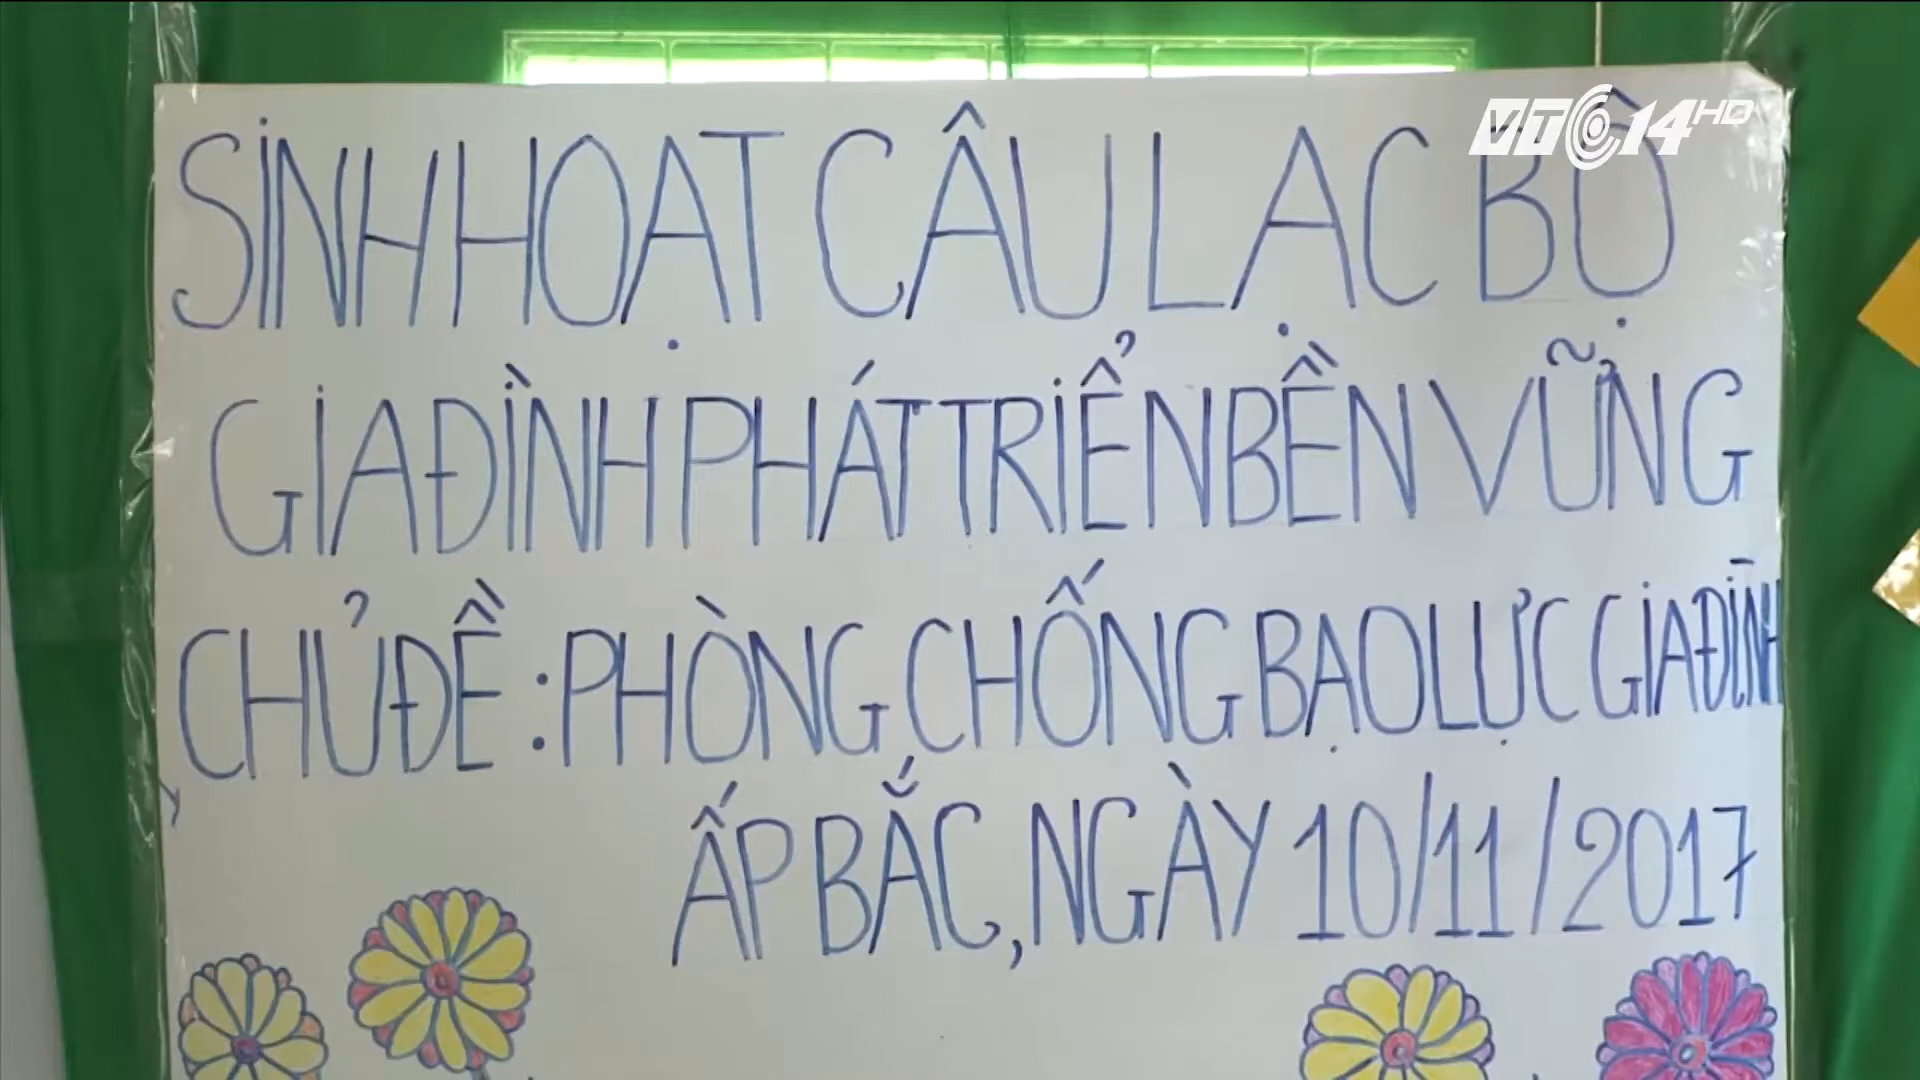 VTC14 HD
SINH HOẠT CÂU LẠC BỘ
GIA ĐÌNH PHÁT TRIỂN BỀN VỮNG
CHỦ ĐỀ : PHÒNG CHỐNG BẠO LỰC GIA ĐÌNH
ẤP BẮC, NGÀY 10/11/2017